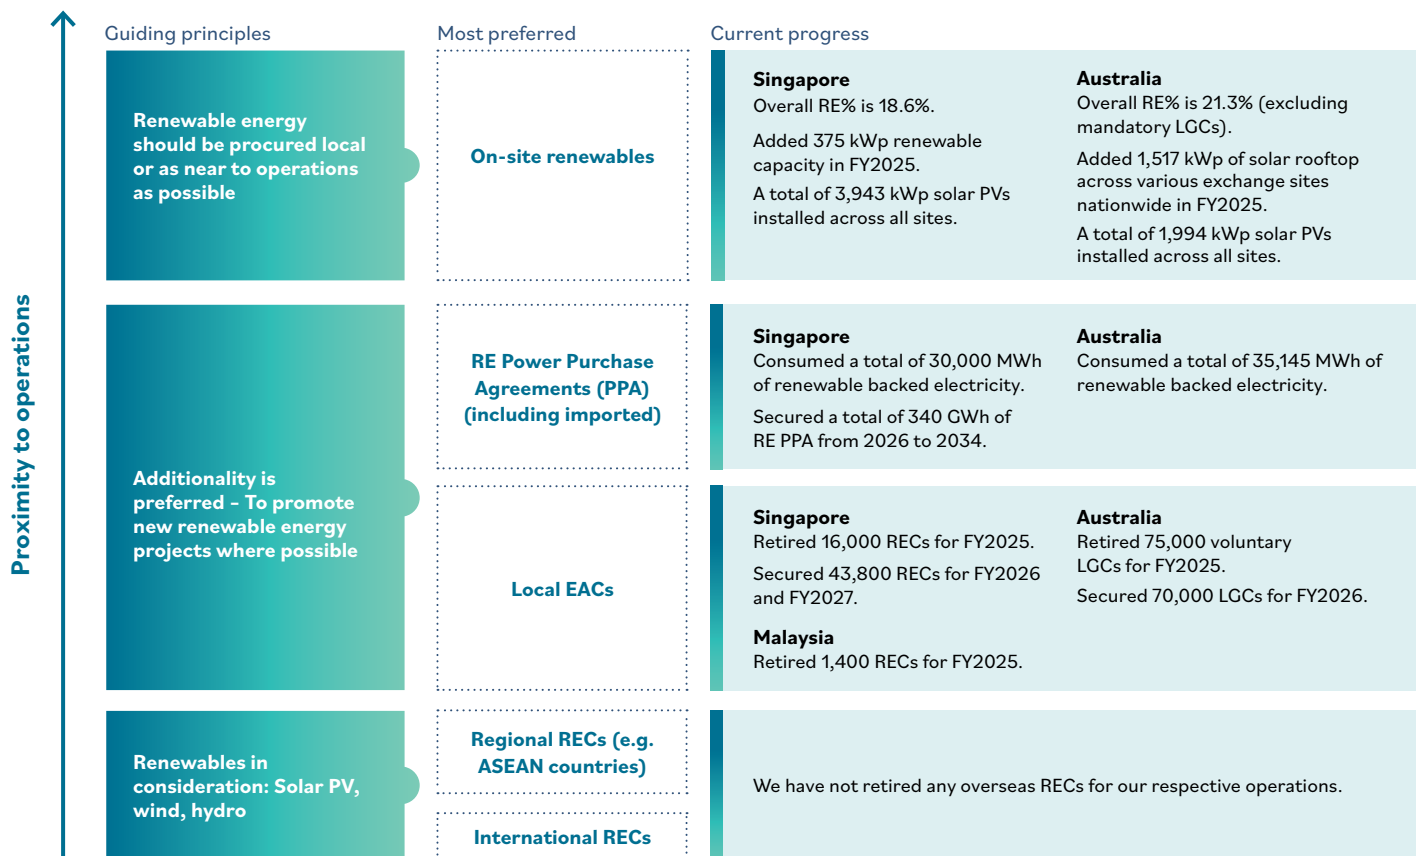 Proximity to operations
Guiding principles
Most preferred
Current progress
Renewable energy
should be procured local
or as near to operations
as possible
On-site renewables
Singapore
Overall RE% is 18.6%.
Added 375 kWp renewable
capacity in FY2025.
A total of 3,943 kWp solar PVs
installed across all sites.
Australia
Overall RE% is 21.3% (excluding
mandatory LGCs).
Added 1,517 kWp of solar rooftop
across various exchange sites
nationwide in FY2025.
A total of 1,994 kWp solar PVs
installed across all sites.
Additionality is
preferred – To promote
new renewable energy
projects where possible
RE Power Purchase
Agreements (PPA)
(including imported)
Singapore
Consumed a total of 30,000 MWh
of renewable backed electricity.
Secured a total of 340 GWh of
RE PPA from 2026 to 2034.
Australia
Consumed a total of 35,145 MWh of
renewable backed electricity.
Local EACs
Singapore
Retired 16,000 RECs for FY2025.
Secured 43,800 RECs for FY2026
and FY2027.
Malaysia
Retired 1,400 RECs for FY2025.
Australia
Retired 75,000 voluntary
LGCs for FY2025.
Secured 70,000 LGCs for FY2026.
Renewables in
consideration: Solar PV,
wind, hydro
Regional RECs (e.g.
ASEAN countries)
International RECs
We have not retired any overseas RECs for our respective operations.